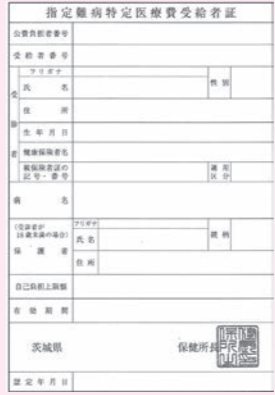 指定難病特定医療費受給者証
公費負担者番号
受給者番号
受診者
フリガナ
氏名
性別
住所
生年月日
健康保険者名
被保険者証の
記号・番号
適用
区分
病名
(受診者が
18歳未満の場合)
保護者
フリガナ
氏名
続柄
住所
自己負担上限額
有効期間
茨城県
保健所長
認定年月日